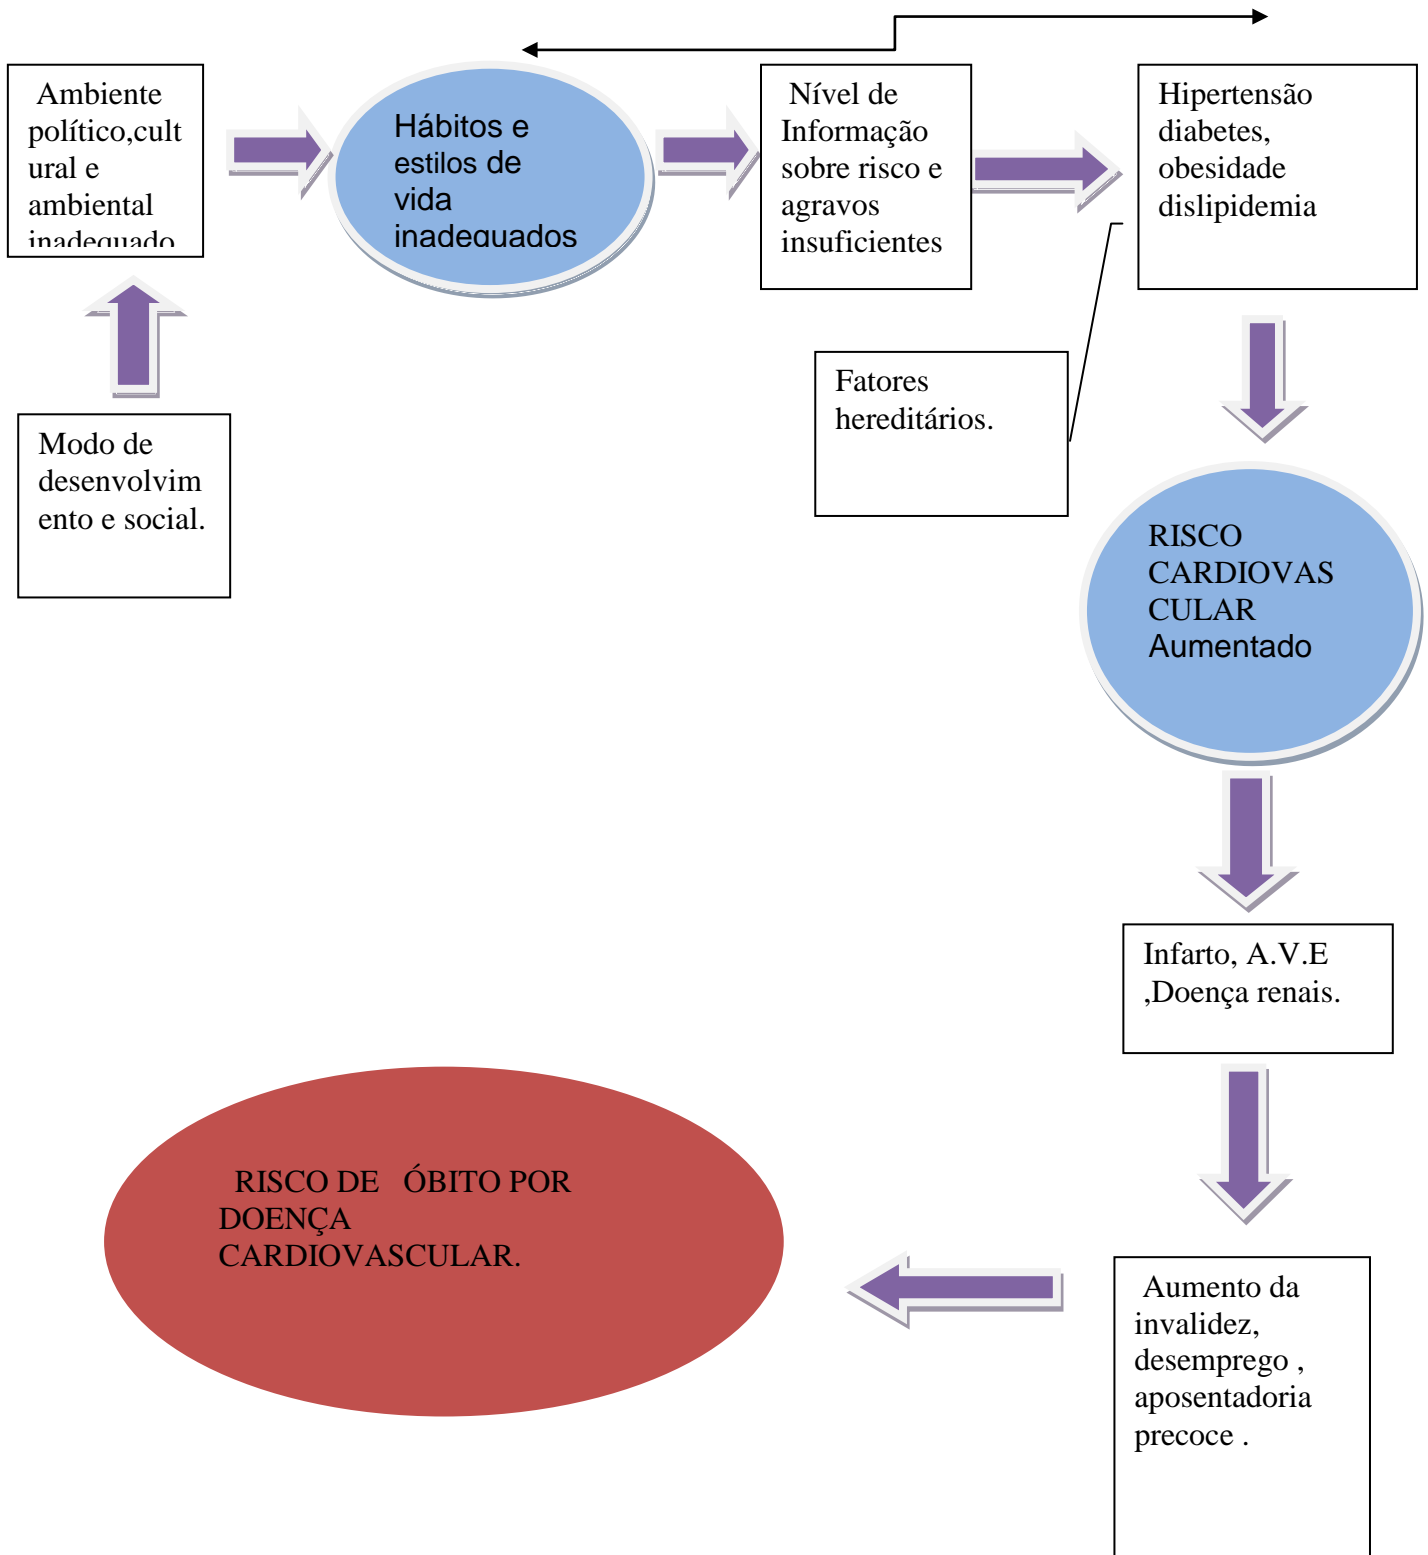 Ambiente
político,cult
ural e
ambiental
inadequado
Hábitos e
estilos de
vida
inadequados
Nível de
Informação
sobre risco e
agravos
insuficientes
Hipertensão
diabetes,
obesidade
dislipidemia
Fatores
hereditários.
Modo de
desenvolvim
ento e social.
RISCO
CARDIOVAS
CULAR
Aumentado
Infarto, A.V.E
,Doença renais.
RISCO DE ÓBITO POR
DOENÇA
CARDIOVASCULAR.
Aumento da
invalidez,
desemprego ,
aposentadoria
precoce .